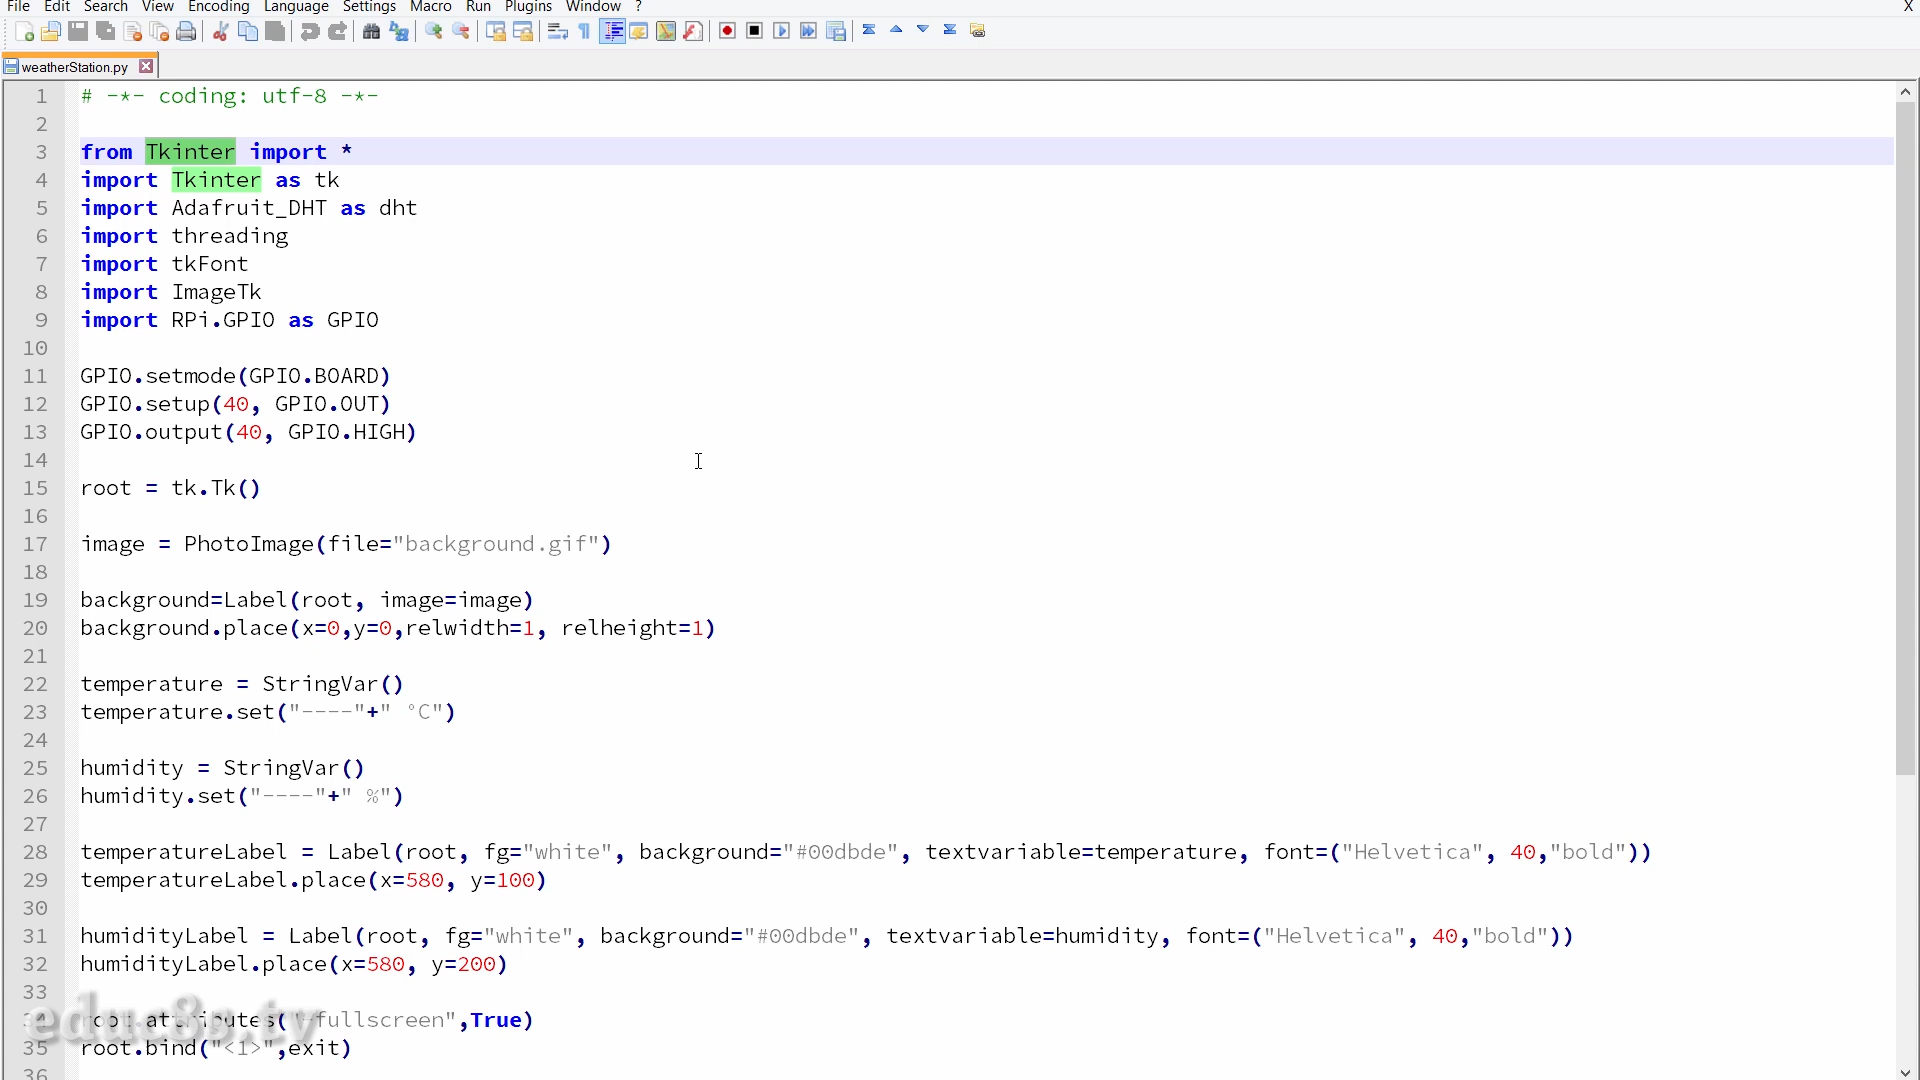 File Edit Search View Encoding Language Settings Macro Run Plugins Window ? X
weatherStation.py
1 # -*- coding: utf-8 -*-
2
3 from Tkinter import *
4 import Tkinter as tk
5 import Adafruit_DHT as dht
6 import threading
7 import tkFont
8 import ImageTk
9 import RPi.GPIO as GPIO
10
11 GPIO.setmode(GPIO.BOARD)
12 GPIO.setup(40, GPIO.OUT)
13 GPIO.output(40, GPIO.HIGH)
14
15 root = tk.Tk()
16
17 image = PhotoImage(file="background.gif")
18
19 background=Label(root, image=image)
20 background.place(x=0,y=0,relwidth=1, relheight=1)
21
22 temperature = StringVar()
23 temperature.set("----"+" °C")
24
25 humidity = StringVar()
26 humidity.set("----"+" %")
27
28 temperatureLabel = Label(root, fg="white", background="#00dbde", textvariable=temperature, font=("Helvetica", 40,"bold"))
29 temperatureLabel.place(x=580, y=100)
30
31 humidityLabel = Label(root, fg="white", background="#00dbde", textvariable=humidity, font=("Helvetica", 40,"bold"))
32 humidityLabel.place(x=580, y=200)
33
34 root.attributes("-fullscreen",True)
35 root.bind("<1>",exit)
36
educ8s.tv